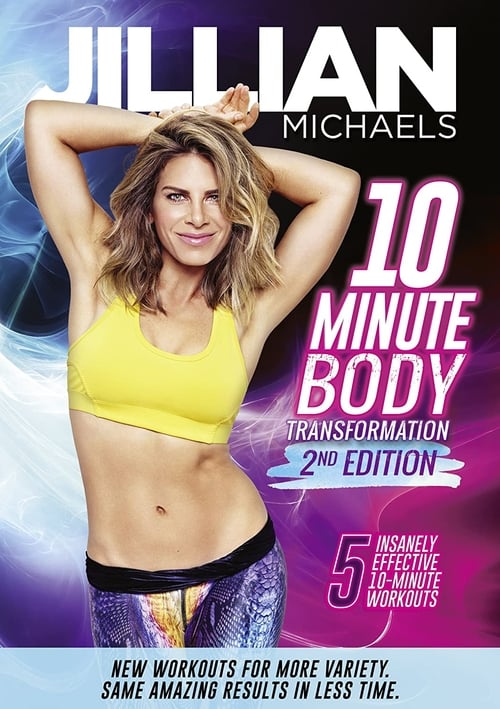 JILLIAN
MICHAELS
10
MINUTE
BODY
TRANSFORMATION
2ND EDITION
5
INSANELY
EFFECTIVE
10-MINUTE
WORKOUTS
NEW WORKOUTS FOR MORE VARIETY.
SAME AMAZING RESULTS IN LESS TIME.